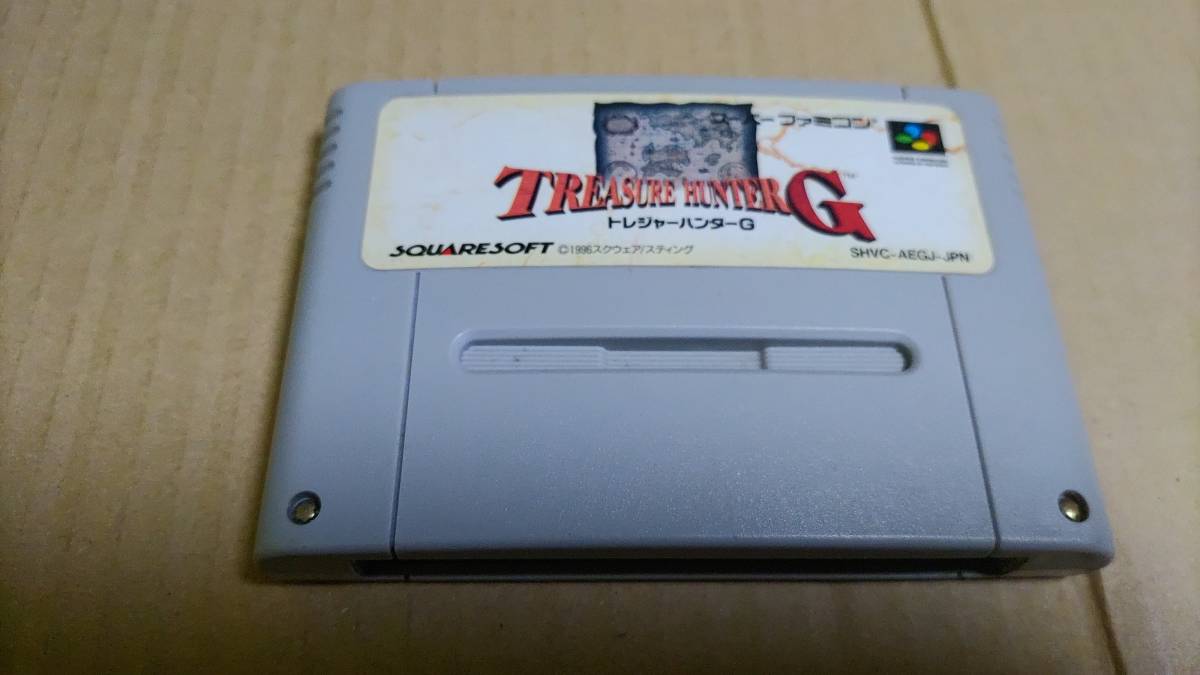 スーパーファミコン
TREASURE HUNTER G™
トレジャーハンターG
SQUARESOFT ©1996スクウェア/スティング
SHVC-AEGJ-JPN